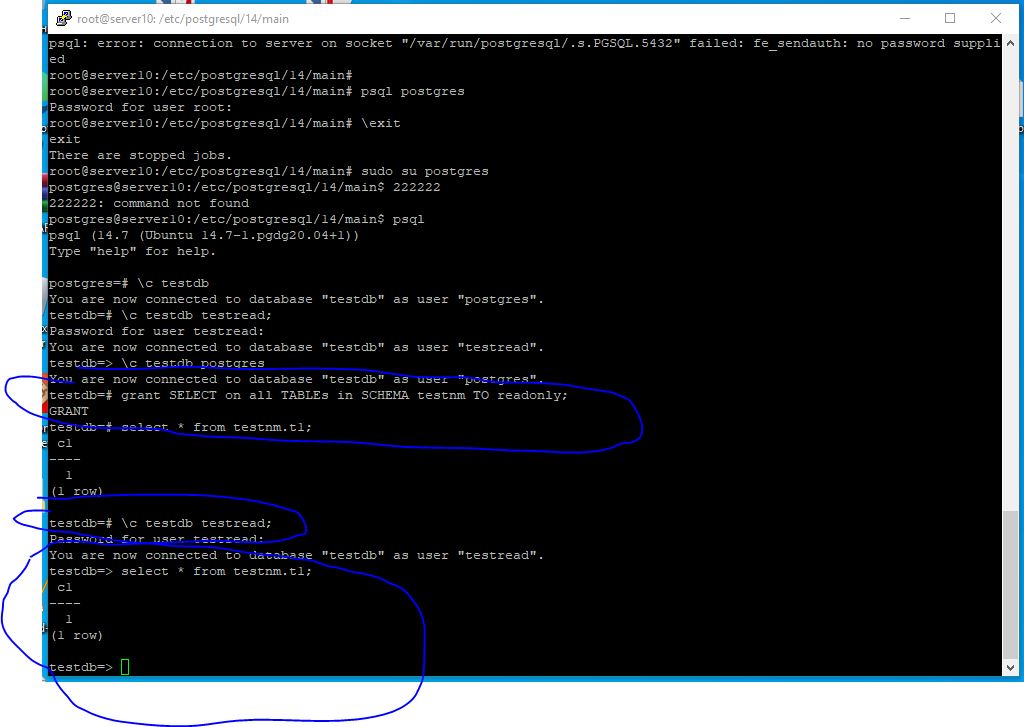 root@server10: /etc/postgresql/14/main
psql: error: connection to server on socket "/var/run/postgresql/.s.PGSQL.5432" failed: fe_sendauth: no password suppli
ed
root@server10:/etc/postgresql/14/main#
root@server10:/etc/postgresql/14/main# psql postgres
Password for user root:
root@server10:/etc/postgresql/14/main# \exit
exit
There are stopped jobs.
root@server10:/etc/postgresql/14/main# sudo su postgres
postgres@server10:/etc/postgresql/14/main$ 222222
222222: command not found
postgres@server10:/etc/postgresql/14/main$ psql
psql (14.7 (Ubuntu 14.7-1.pgdg20.04+1))
Type "help" for help.
postgres=# \c testdb
You are now connected to database "testdb" as user "postgres".
testdb=# \c testdb testread;
Password for user testread:
You are now connected to database "testdb" as user "testread".
testdb=> \c testdb postgres
You are now connected to database "testdb" as user "postgres".
testdb=# grant SELECT on all TABLEs in SCHEMA testnm TO readonly;
GRANT
testdb=# select * from testnm.t1;
c1
----
1
(1 row)
testdb=# \c testdb testread;
Password for user testread:
You are now connected to database "testdb" as user "testread".
testdb=> select * from testnm.t1;
c1
----
1
(1 row)
testdb=>